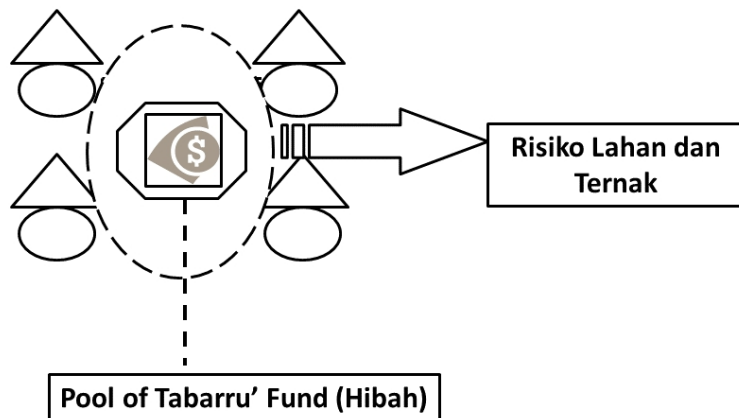 $
Risiko Lahan dan
Ternak
Pool of Tabarru’ Fund (Hibah)